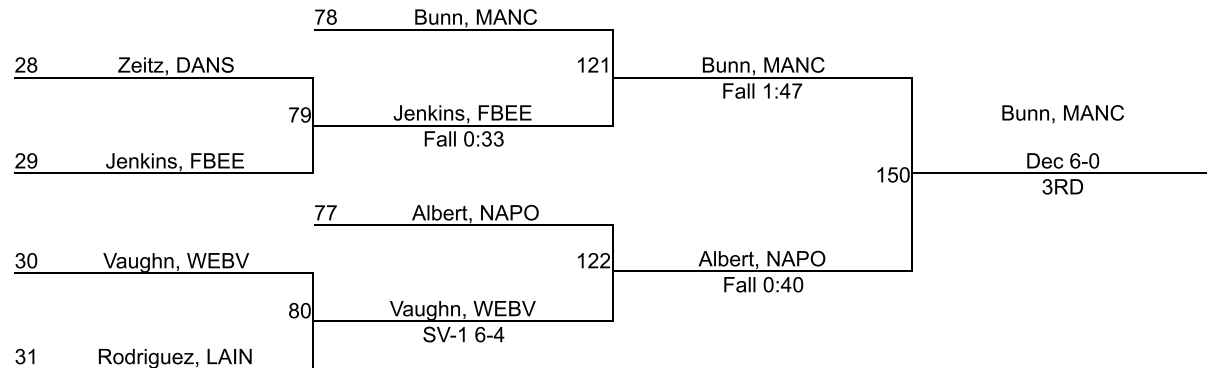 78 Bunn, MANC
28 Zeitz, DANS
121 Bunn, MANC
Fall 1:47
79 Jenkins, FBEE
Fall 0:33
Bunn, MANC
29 Jenkins, FBEE
150 Dec 6-0
3RD
77 Albert, NAPO
30 Vaughn, WEBV
122 Albert, NAPO
Fall 0:40
80 Vaughn, WEBV
SV-1 6-4
31 Rodriguez, LAIN